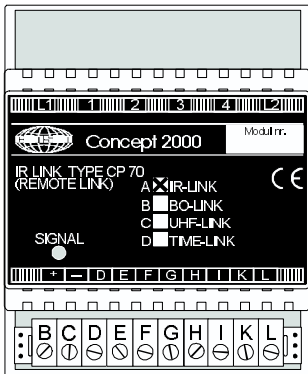 L1 1 2 3 4 L2
Concept 2000
Modul nr.
IR LINK TYPE CP 70
(REMOTE LINK)
A IR-LINK
B BO-LINK
C UHF-LINK
D TIME-LINK
SIGNAL
CE
+ – D E F G H I K L
B C D E F G H I K L